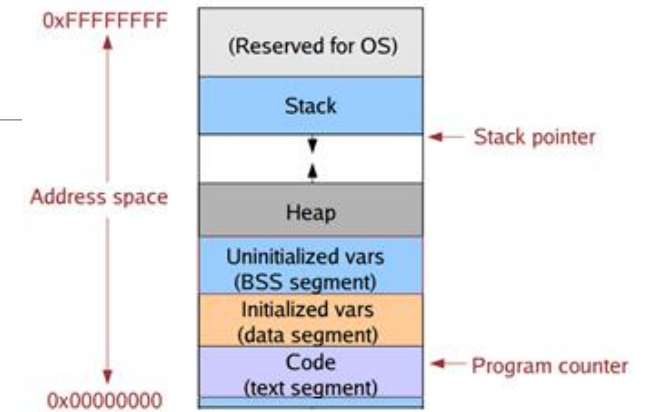 0xFFFFFFFF
(Reserved for OS)
Stack
Stack pointer
Address space
Heap
Uninitialized vars
(BSS segment)
Initialized vars
(data segment)
Code
(text segment)
Program counter
0x00000000